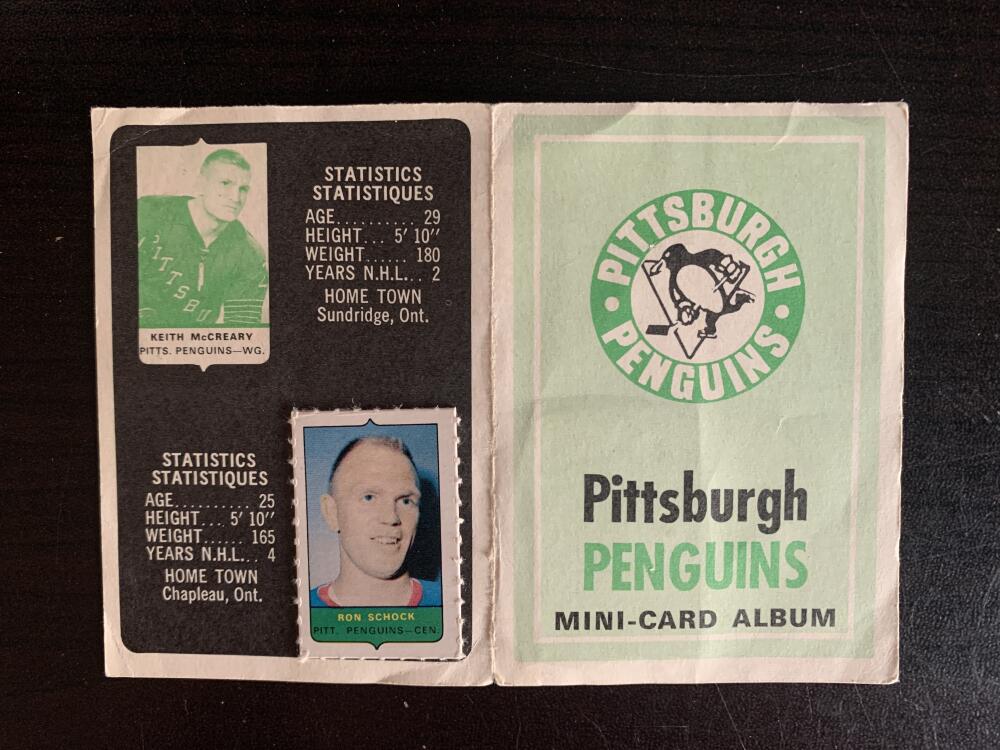 STATISTICS
STATISTIQUES
AGE.......... 29
HEIGHT... 5' 10"
WEIGHT...... 180
YEARS N.H.L... 2
HOME TOWN
Sundridge, Ont.
PITTSBU
KEITH McCREARY
PITTS. PENGUINS—WG.
STATISTICS
STATISTIQUES
AGE.......... 25
HEIGHT... 5' 10"
WEIGHT...... 165
YEARS N.H.L.. 4
HOME TOWN
Chapleau, Ont.
RON SCHOCK
PITT. PENGUINS—CEN.
PITTSBURGH
• PENGUINS •
Pittsburgh
PENGUINS
MINI-CARD ALBUM